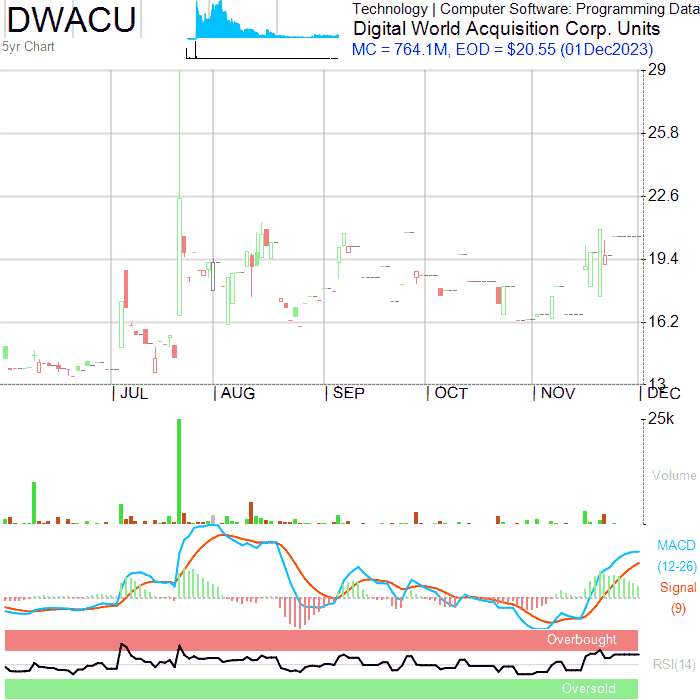 DWACU
5yr Chart
Technology | Computer Software: Programming Data
Digital World Acquisition Corp. Units
MC = 764.1M, EOD = $20.55 (01Dec2023)
29
25.8
22.6
19.4
16.2
13
JUL
AUG
SEP
OCT
NOV
DEC
25k
Volume
MACD
(12-26)
Signal
(9)
Overbought
RSI(14)
Oversold